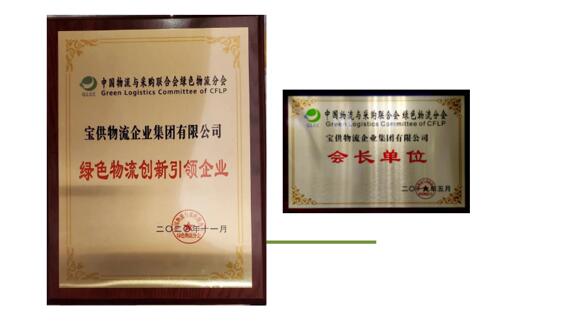 中国物流与采购联合会绿色物流分会
Green Logistics Committee of CFLP
宝供物流企业集团有限公司
绿色物流创新引领企业
二〇二〇年十一月
中国物流与采购联合会 绿色物流分会
Green Logistics Committee of CFLP
宝供物流企业集团有限公司
会长单位
年五月